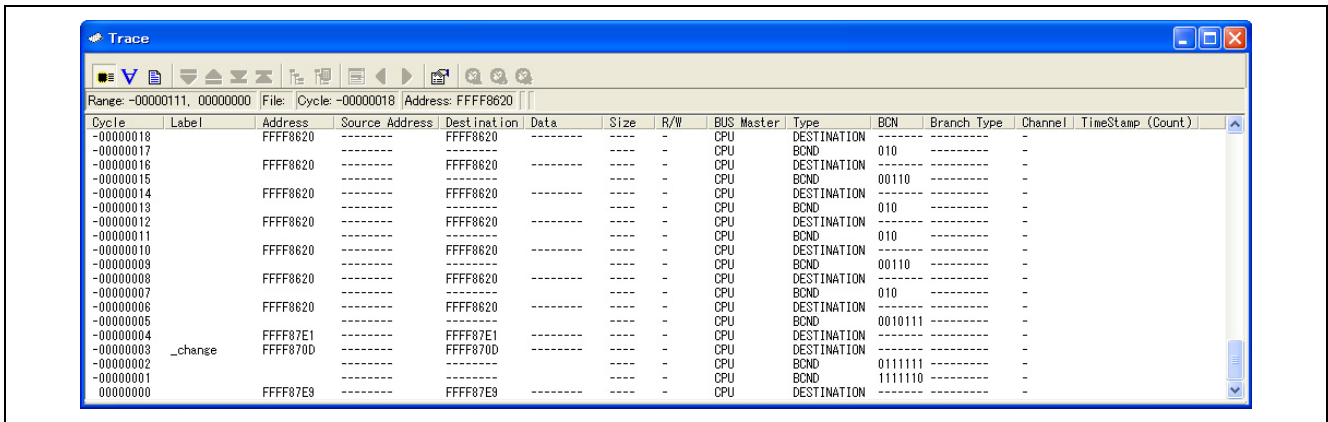 Trace
Range: -00000111, 00000000 File: Cycle: -00000018 Address: FFFF8620
Cycle Label Address Source Address Destination Data Size R/W BUS Master Type BCN Branch Type Channel TimeStamp (Count)
-00000018 FFFF8620 -------- FFFF8620 -------- ---- - CPU DESTINATION ------- --------- -
-00000017 -------- -------- ---- - CPU BCND 010 --------- -
-00000016 FFFF8620 -------- FFFF8620 -------- ---- - CPU DESTINATION ------- --------- -
-00000015 -------- -------- ---- - CPU BCND 00110 --------- -
-00000014 FFFF8620 -------- FFFF8620 -------- ---- - CPU DESTINATION ------- --------- -
-00000013 -------- -------- ---- - CPU BCND 010 --------- -
-00000012 FFFF8620 -------- FFFF8620 -------- ---- - CPU DESTINATION ------- --------- -
-00000011 -------- -------- ---- - CPU BCND 010 --------- -
-00000010 FFFF8620 -------- FFFF8620 -------- ---- - CPU DESTINATION ------- --------- -
-00000009 -------- -------- ---- - CPU BCND 00110 --------- -
-00000008 FFFF8620 -------- FFFF8620 -------- ---- - CPU DESTINATION ------- --------- -
-00000007 -------- -------- ---- - CPU BCND 010 --------- -
-00000006 FFFF8620 -------- FFFF8620 -------- ---- - CPU DESTINATION ------- --------- -
-00000005 -------- -------- ---- - CPU BCND 0010111 --------- -
-00000004 FFFF87E1 -------- FFFF87E1 -------- ---- - CPU DESTINATION ------- --------- -
-00000003 _change FFFF870D -------- FFFF870D -------- ---- - CPU DESTINATION ------- --------- -
-00000002 -------- -------- ---- - CPU BCND 0111111 --------- -
-00000001 -------- -------- ---- - CPU BCND 1111110 --------- -
00000000 FFFF87E9 -------- FFFF87E9 -------- ---- - CPU DESTINATION ------- --------- -